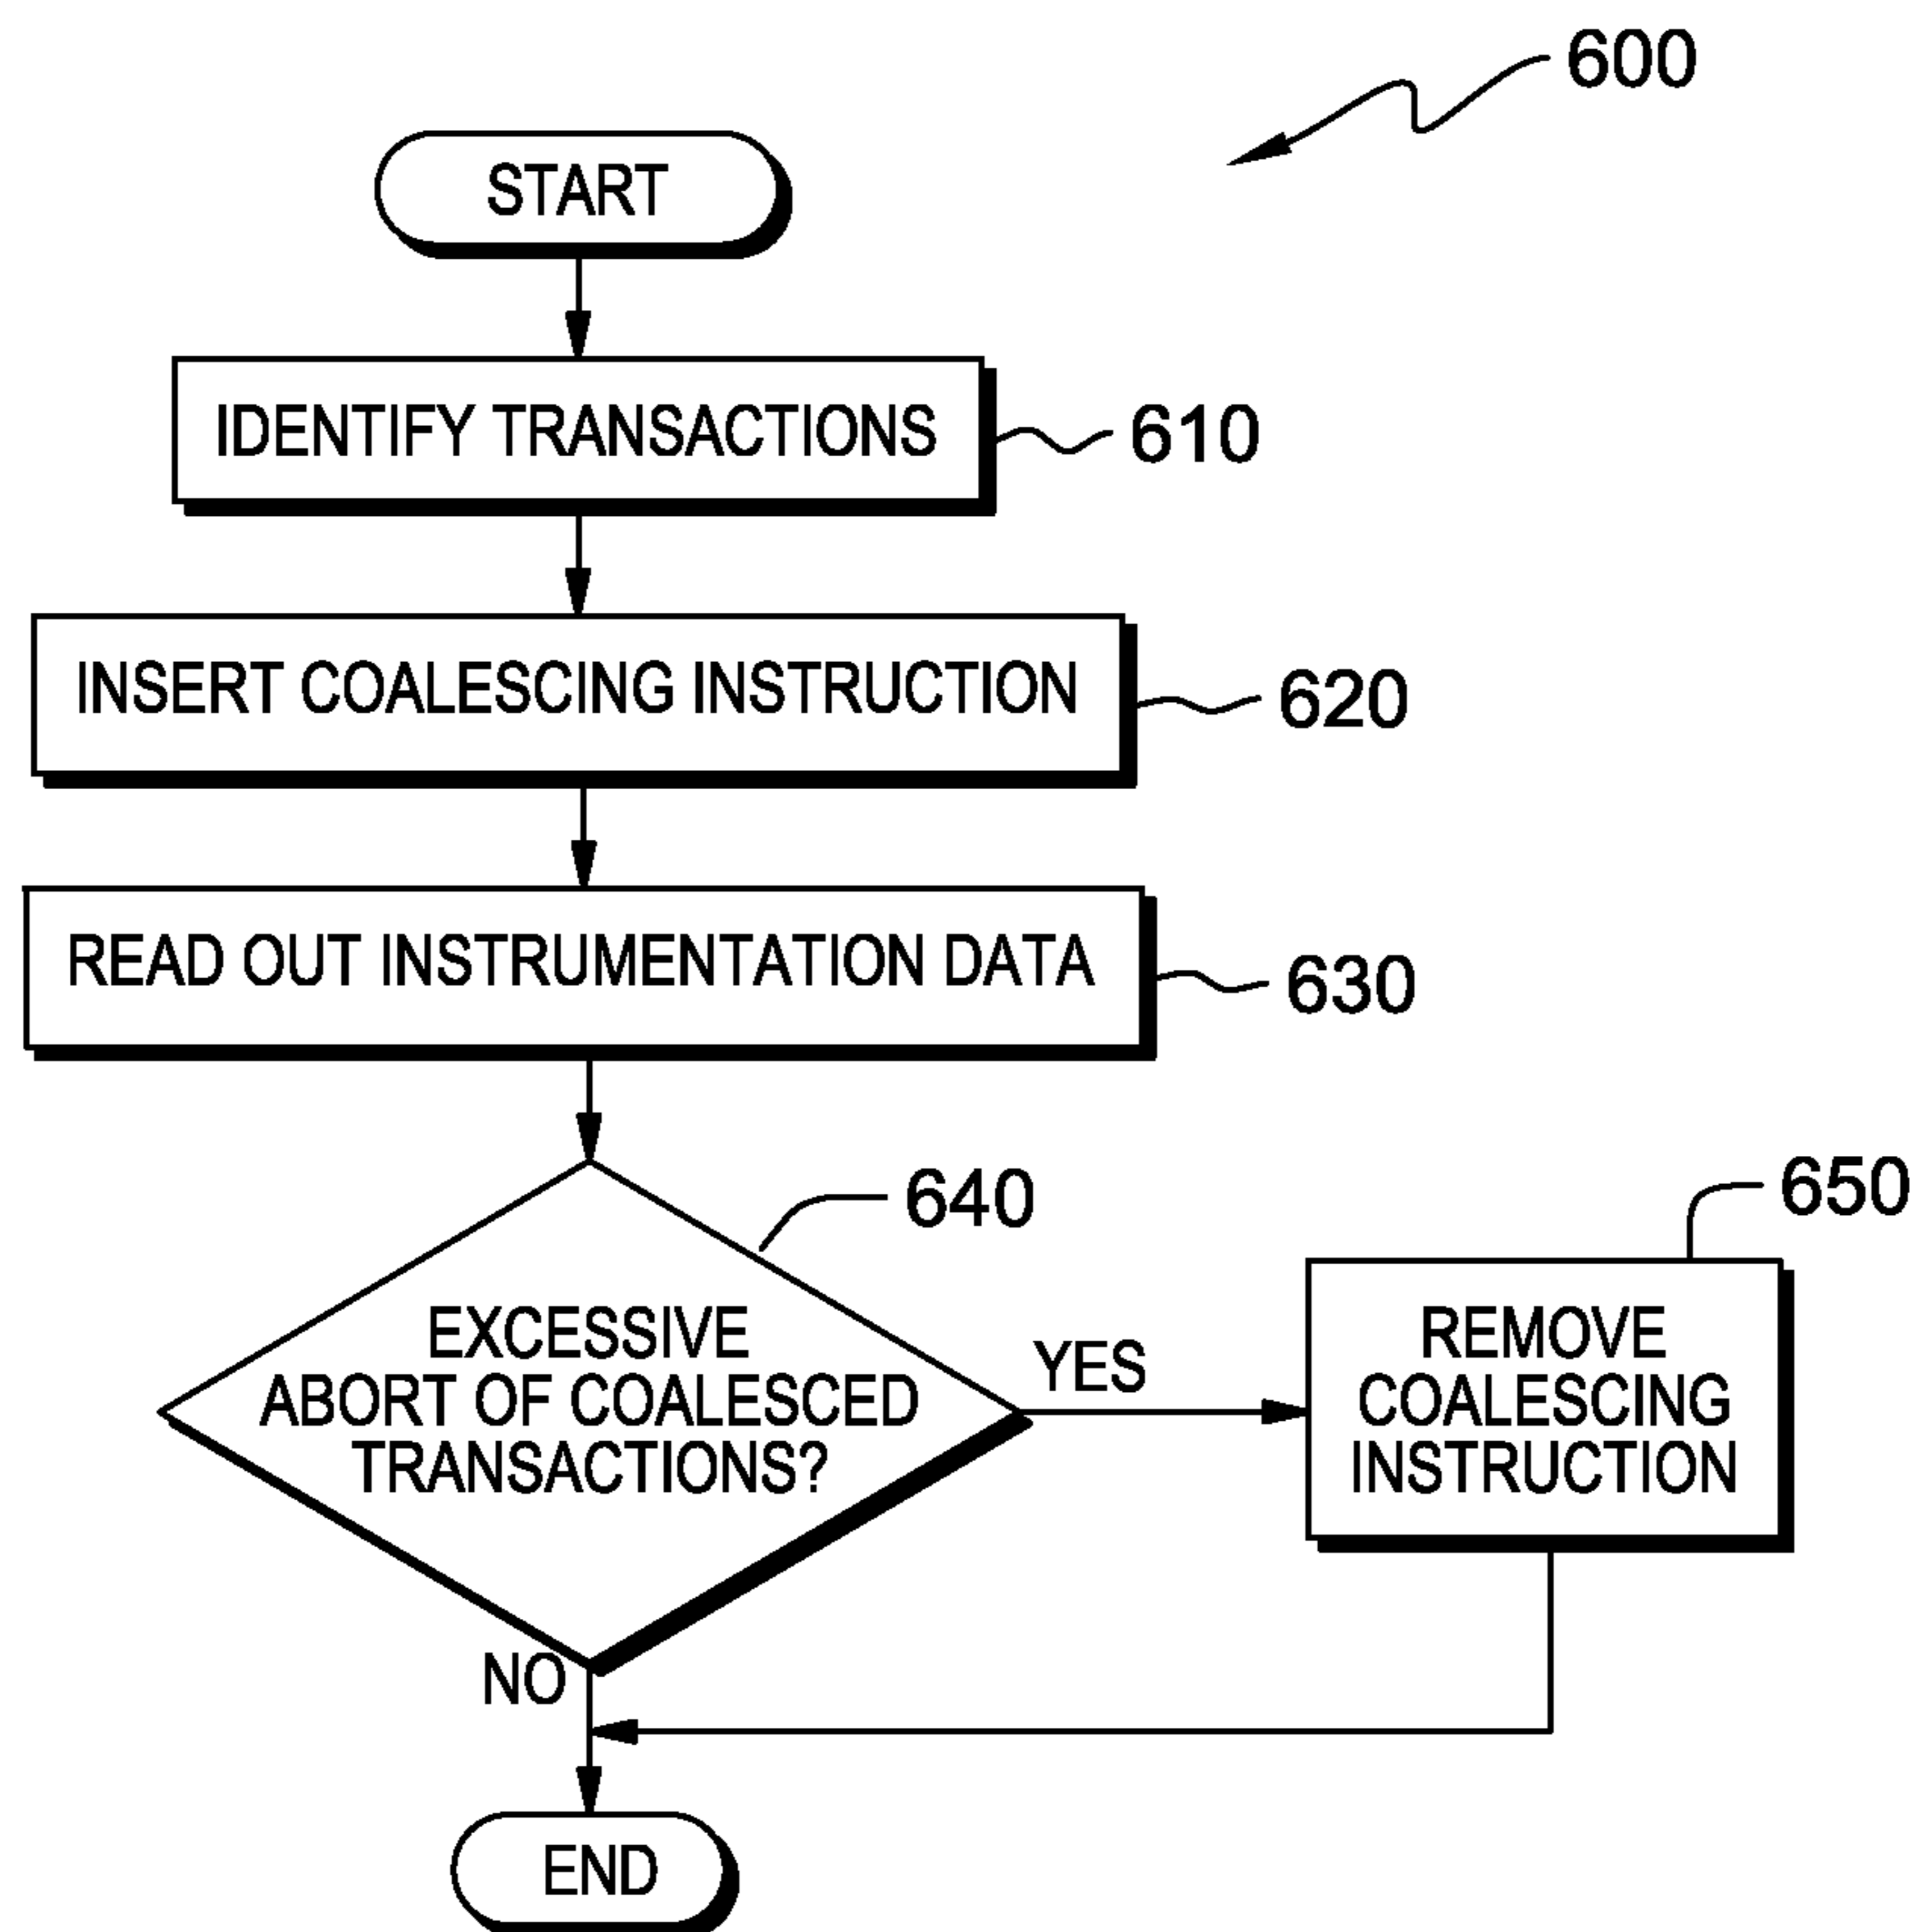 600
START
IDENTIFY TRANSACTIONS
610
INSERT COALESCING INSTRUCTION
620
READ OUT INSTRUMENTATION DATA
630
640
650
EXCESSIVE
ABORT OF COALESCED
TRANSACTIONS?
YES
REMOVE
COALESCING
INSTRUCTION
NO
END